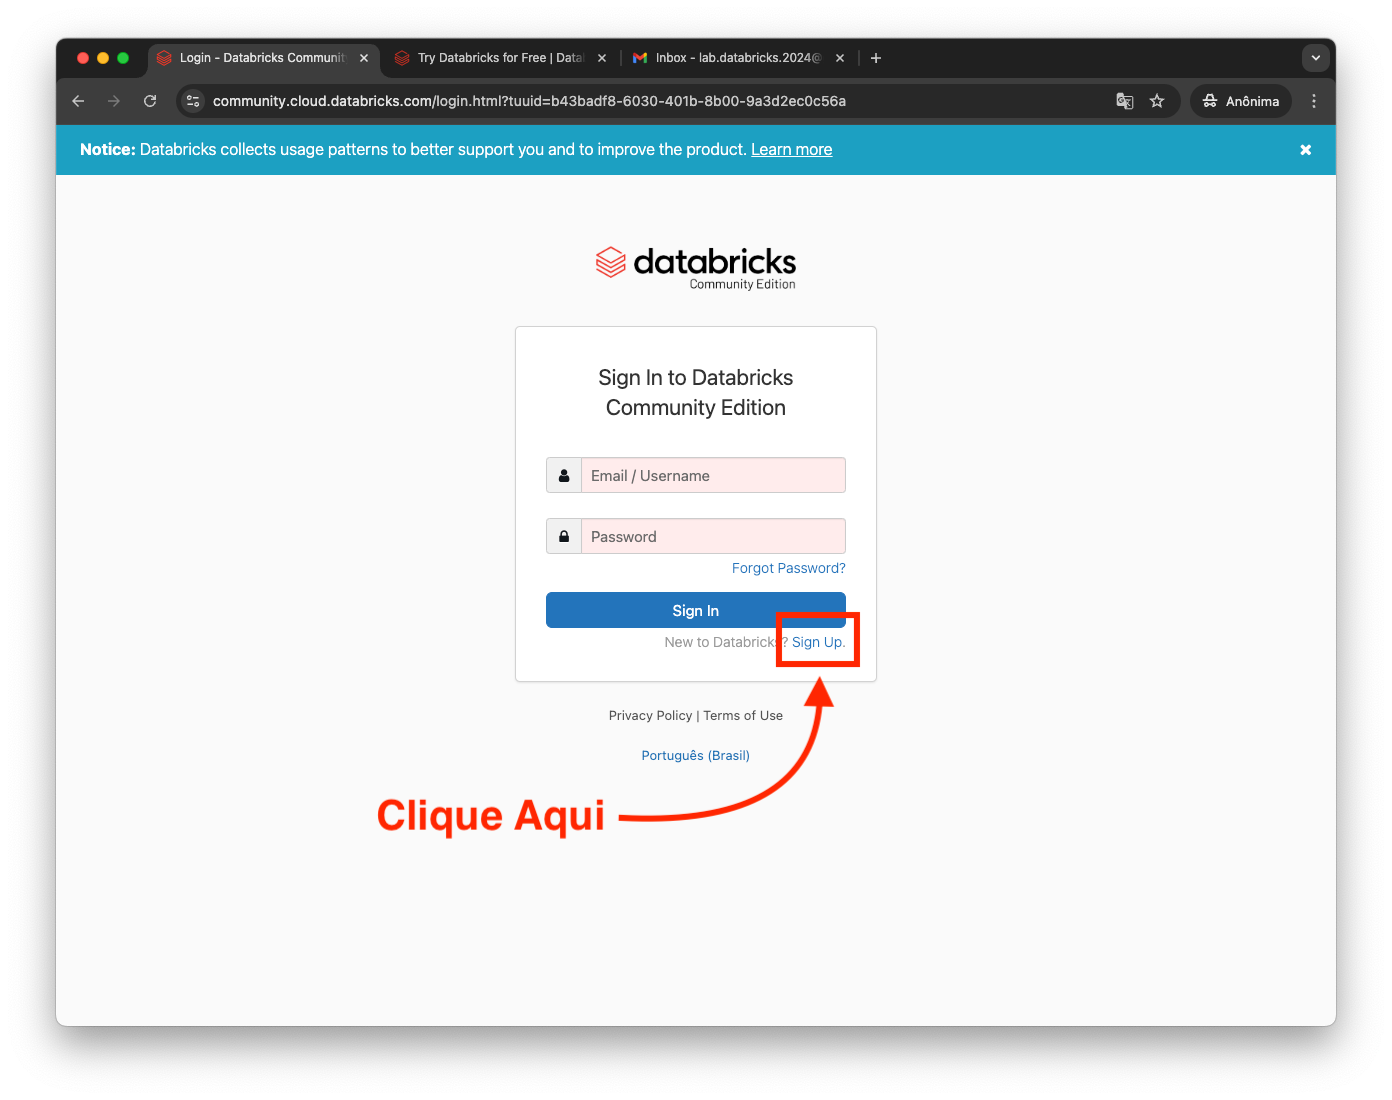 Login - Databricks Communit
Try Databricks for Free | Data
Inbox - lab.databricks.2024@
community.cloud.databricks.com/login.html?tuuid=b43badf8-6030-401b-8b00-9a3d2ec0c56a
Anônima
Notice: Databricks collects usage patterns to better support you and to improve the product. Learn more
databricks
Community Edition
Sign In to Databricks
Community Edition
Email / Username
Password
Forgot Password?
Sign In
New to Databricks? Sign Up.
Privacy Policy | Terms of Use
Português (Brasil)
Clique Aqui